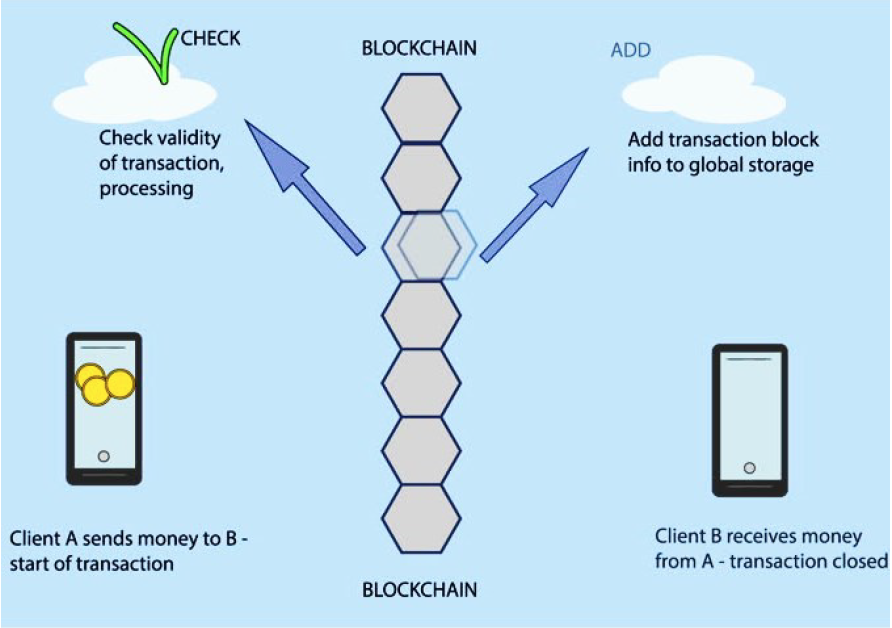 CHECK
BLOCKCHAIN
ADD
Check validity
of transaction,
processing
Add transaction block
info to global storage
Client A sends money to B -
start of transaction
Client B receives money
from A - transaction closed
BLOCKCHAIN